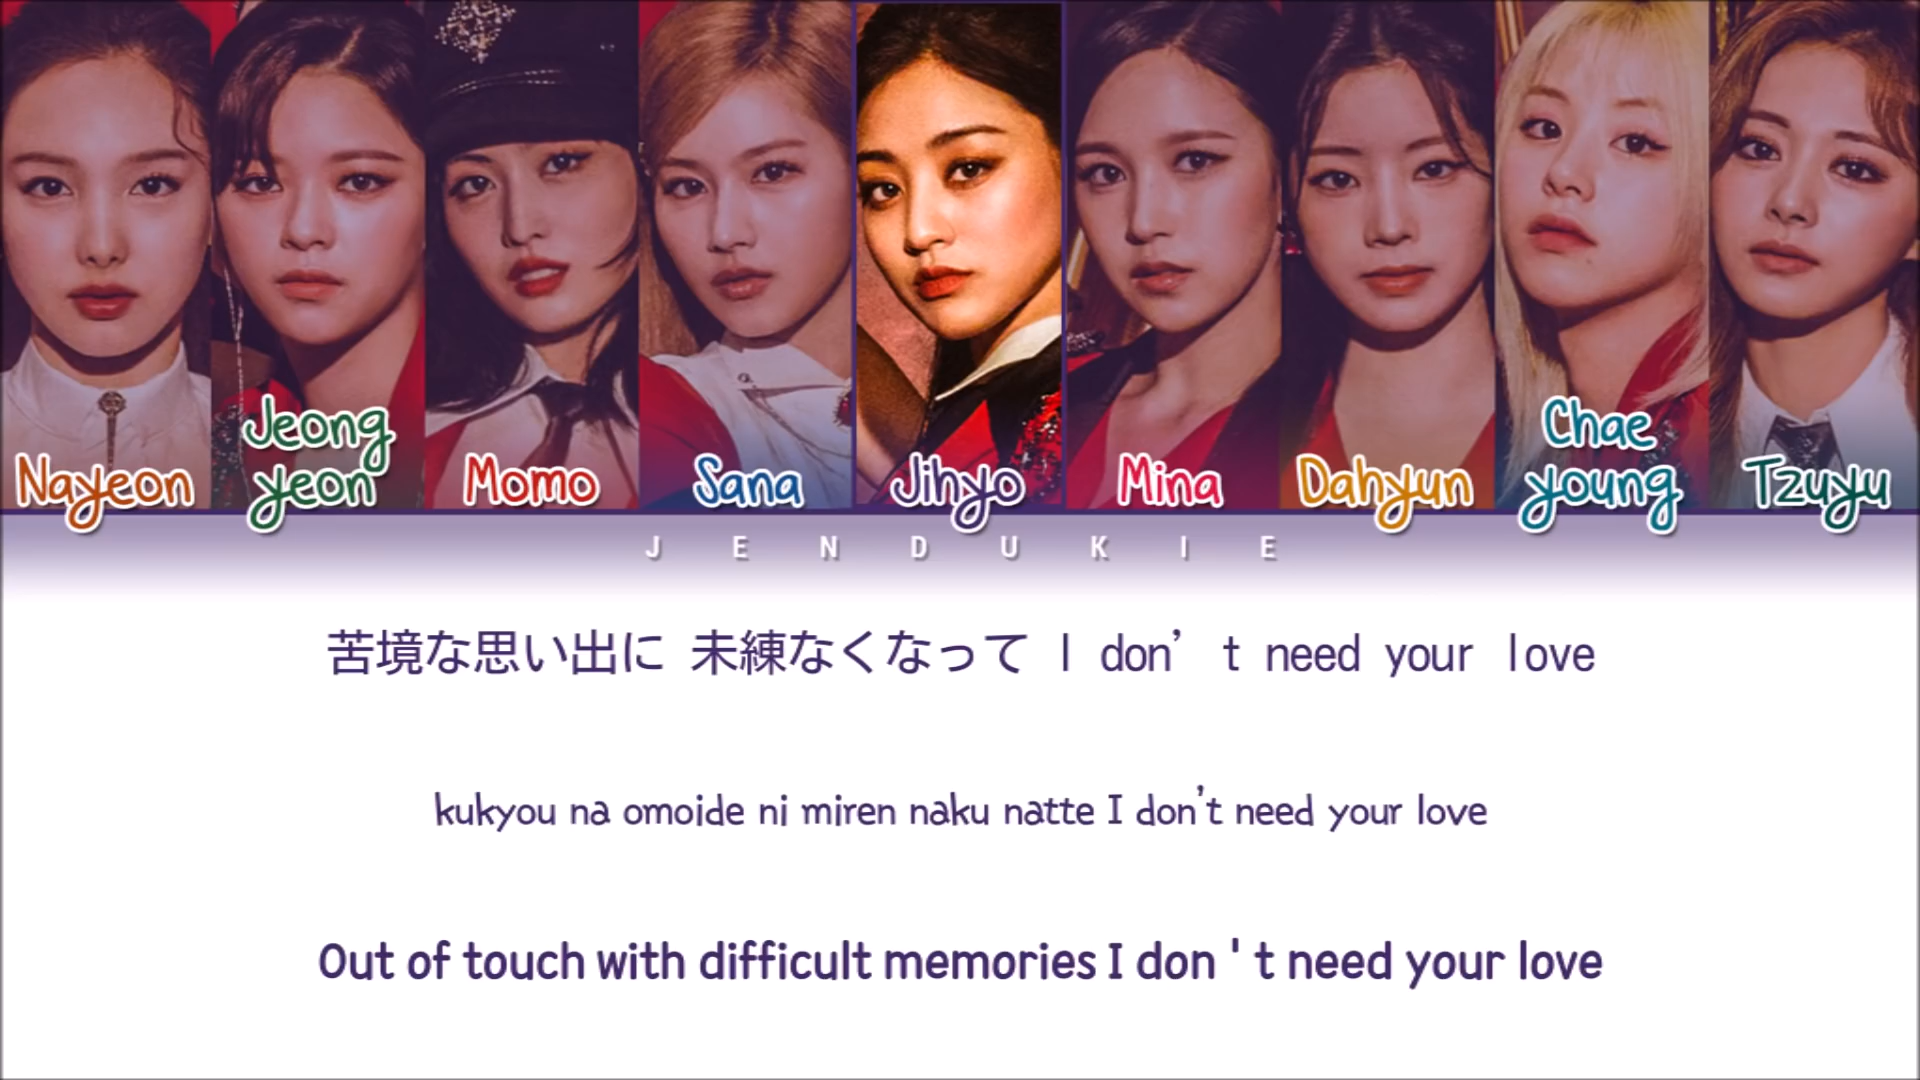 Nayeon
Jeong
yeon
Momo
Sana
Jihyo
Mina
Dahyun
Chae
young
Tzuyu
JENDUKIE
苦境な思い出に 未練なくなって I don’t need your love
kukyou na omoide ni miren naku natte I don't need your love
Out of touch with difficult memories I don ' t need your love